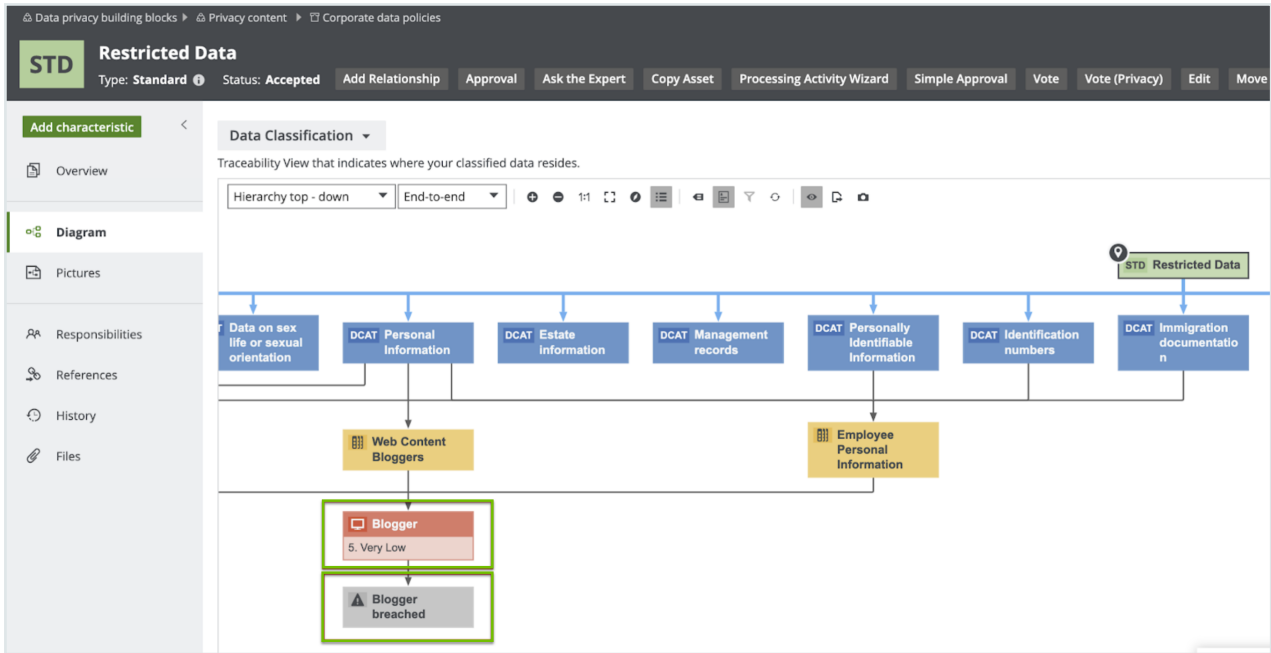 Data privacy building blocks Privacy content Corporate data policies
STD
Restricted Data
Type: Standard Status: Accepted
Add Relationship
Approval
Ask the Expert
Copy Asset
Processing Activity Wizard
Simple Approval
Vote
Vote (Privacy)
Edit
Move
Add characteristic
Overview
Diagram
Pictures
Responsibilities
References
History
Files
Data Classification
Traceability View that indicates where your classified data resides.
Hierarchy top - down
End-to-end
1:1
STD Restricted Data
T Data on sex
life or sexual
orientation
DCAT Personal
Information
DCAT Estate
information
DCAT Management
records
DCAT Personally
Identifiable
Information
DCAT Identification
numbers
DCAT Immigration
documentatio
n
Web Content
Bloggers
Employee
Personal
Information
Blogger
5. Very Low
Blogger
breached